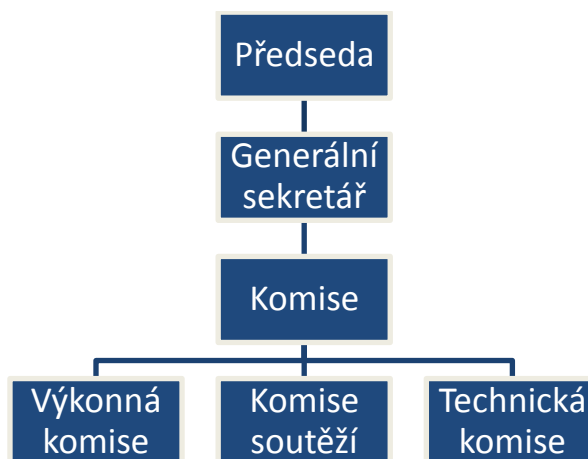 Předseda
Generální
sekretář
Komise
Výkonná
komise
Komise
soutěží
Technická
komise